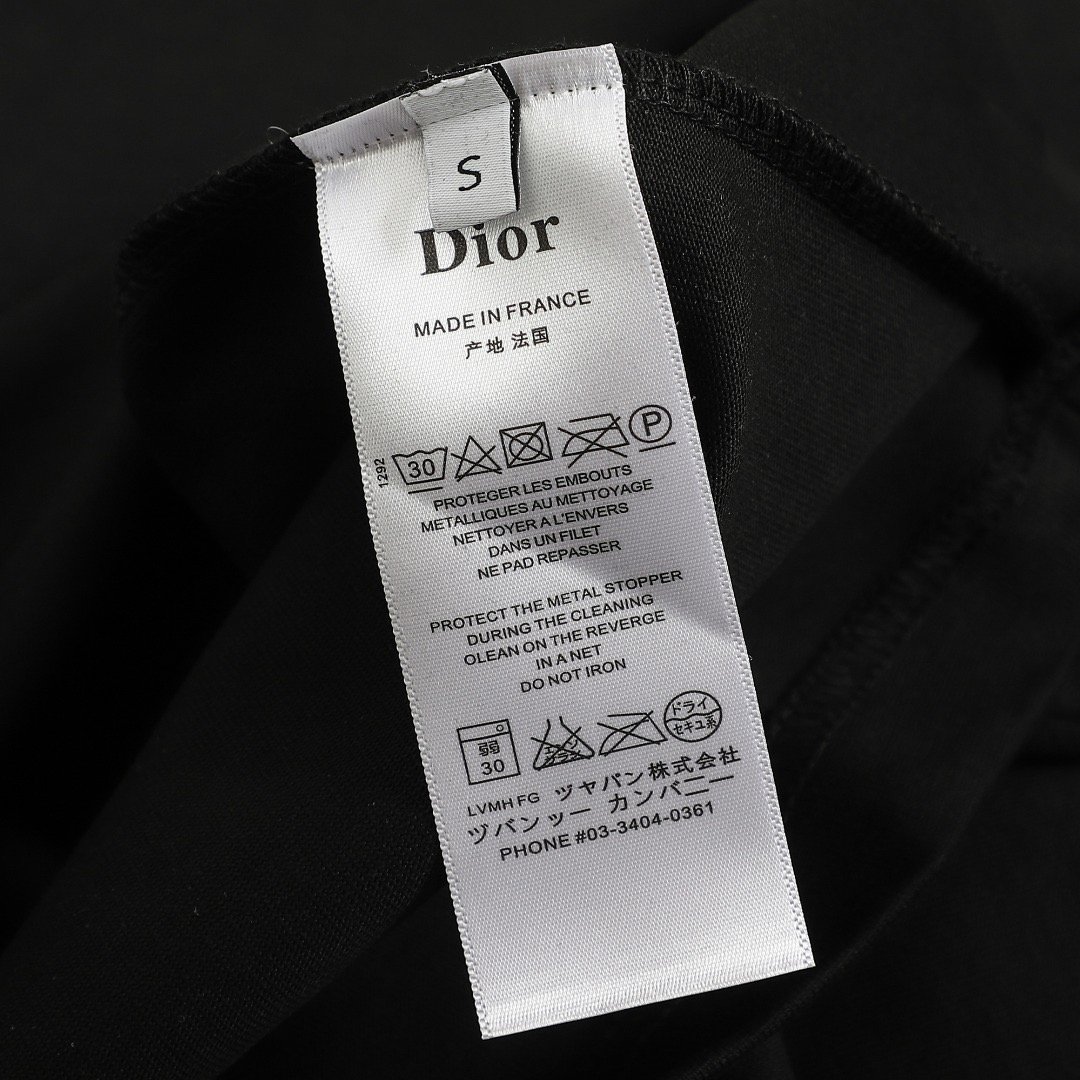 S
Dior
MADE IN FRANCE
产地 法国
1292
30
P
PROTEGER LES EMBOUTS
METALLIQUES AU METTOYAGE
NETTOYER A L'ENVERS
DANS UN FILET
NE PAD REPASSER
PROTECT THE METAL STOPPER
DURING THE CLEANING
OLEAN ON THE REVERGE
IN A NET
DO NOT IRON
弱
30
ドライ
セキユ系
LVMH FG ヅヤパン株式会社
ヅバンッー カンバニー
PHONE #03-3404-0361